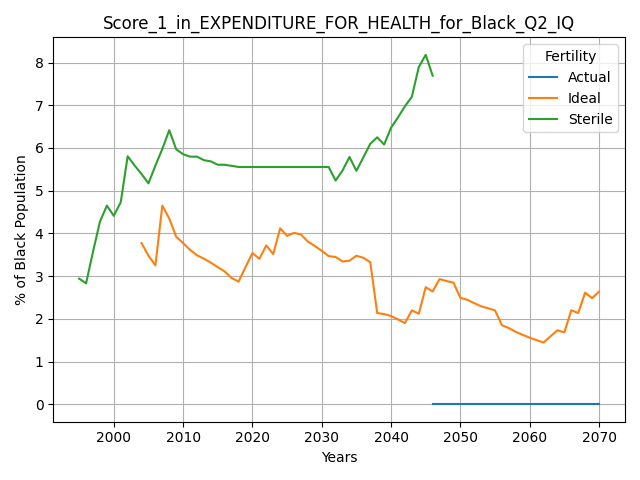 Score_1_in_EXPENDITURE_FOR_HEALTH_for_Black_Q2_IQ
% of Black Population
8
7
6
5
4
3
2
1
0
Fertility
Actual
Ideal
Sterile
2000 2010 2020 2030 2040 2050 2060 2070
Years